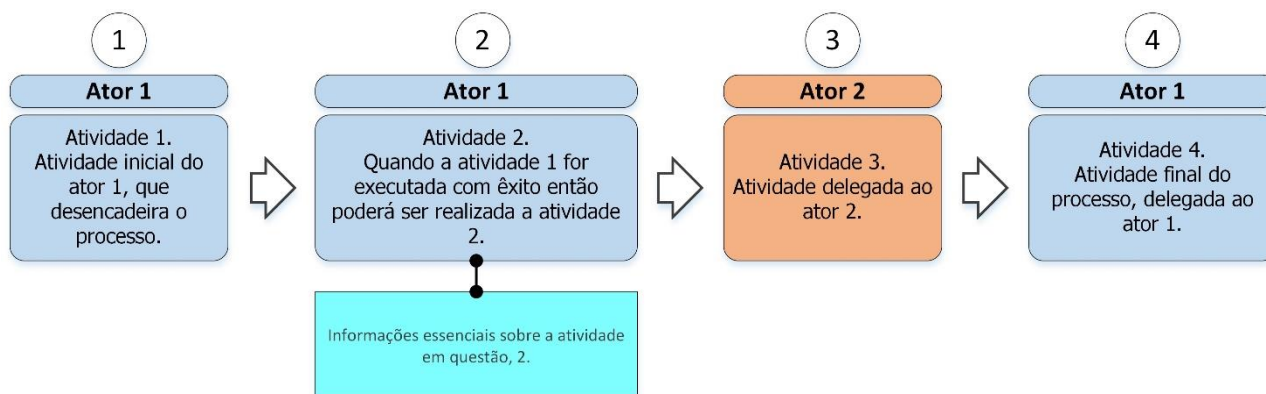 1
Ator 1
Atividade 1.
Atividade inicial do
ator 1, que
desencadeira o
processo.
2
Ator 1
Atividade 2.
Quando a atividade 1 for
executada com êxito então
poderá ser realizada a atividade
2.
Informações essenciais sobre a atividade
em questão, 2.
3
Ator 2
Atividade 3.
Atividade delegada ao
ator 2.
4
Ator 1
Atividade 4.
Atividade final do
processo, delegada ao
ator 1.